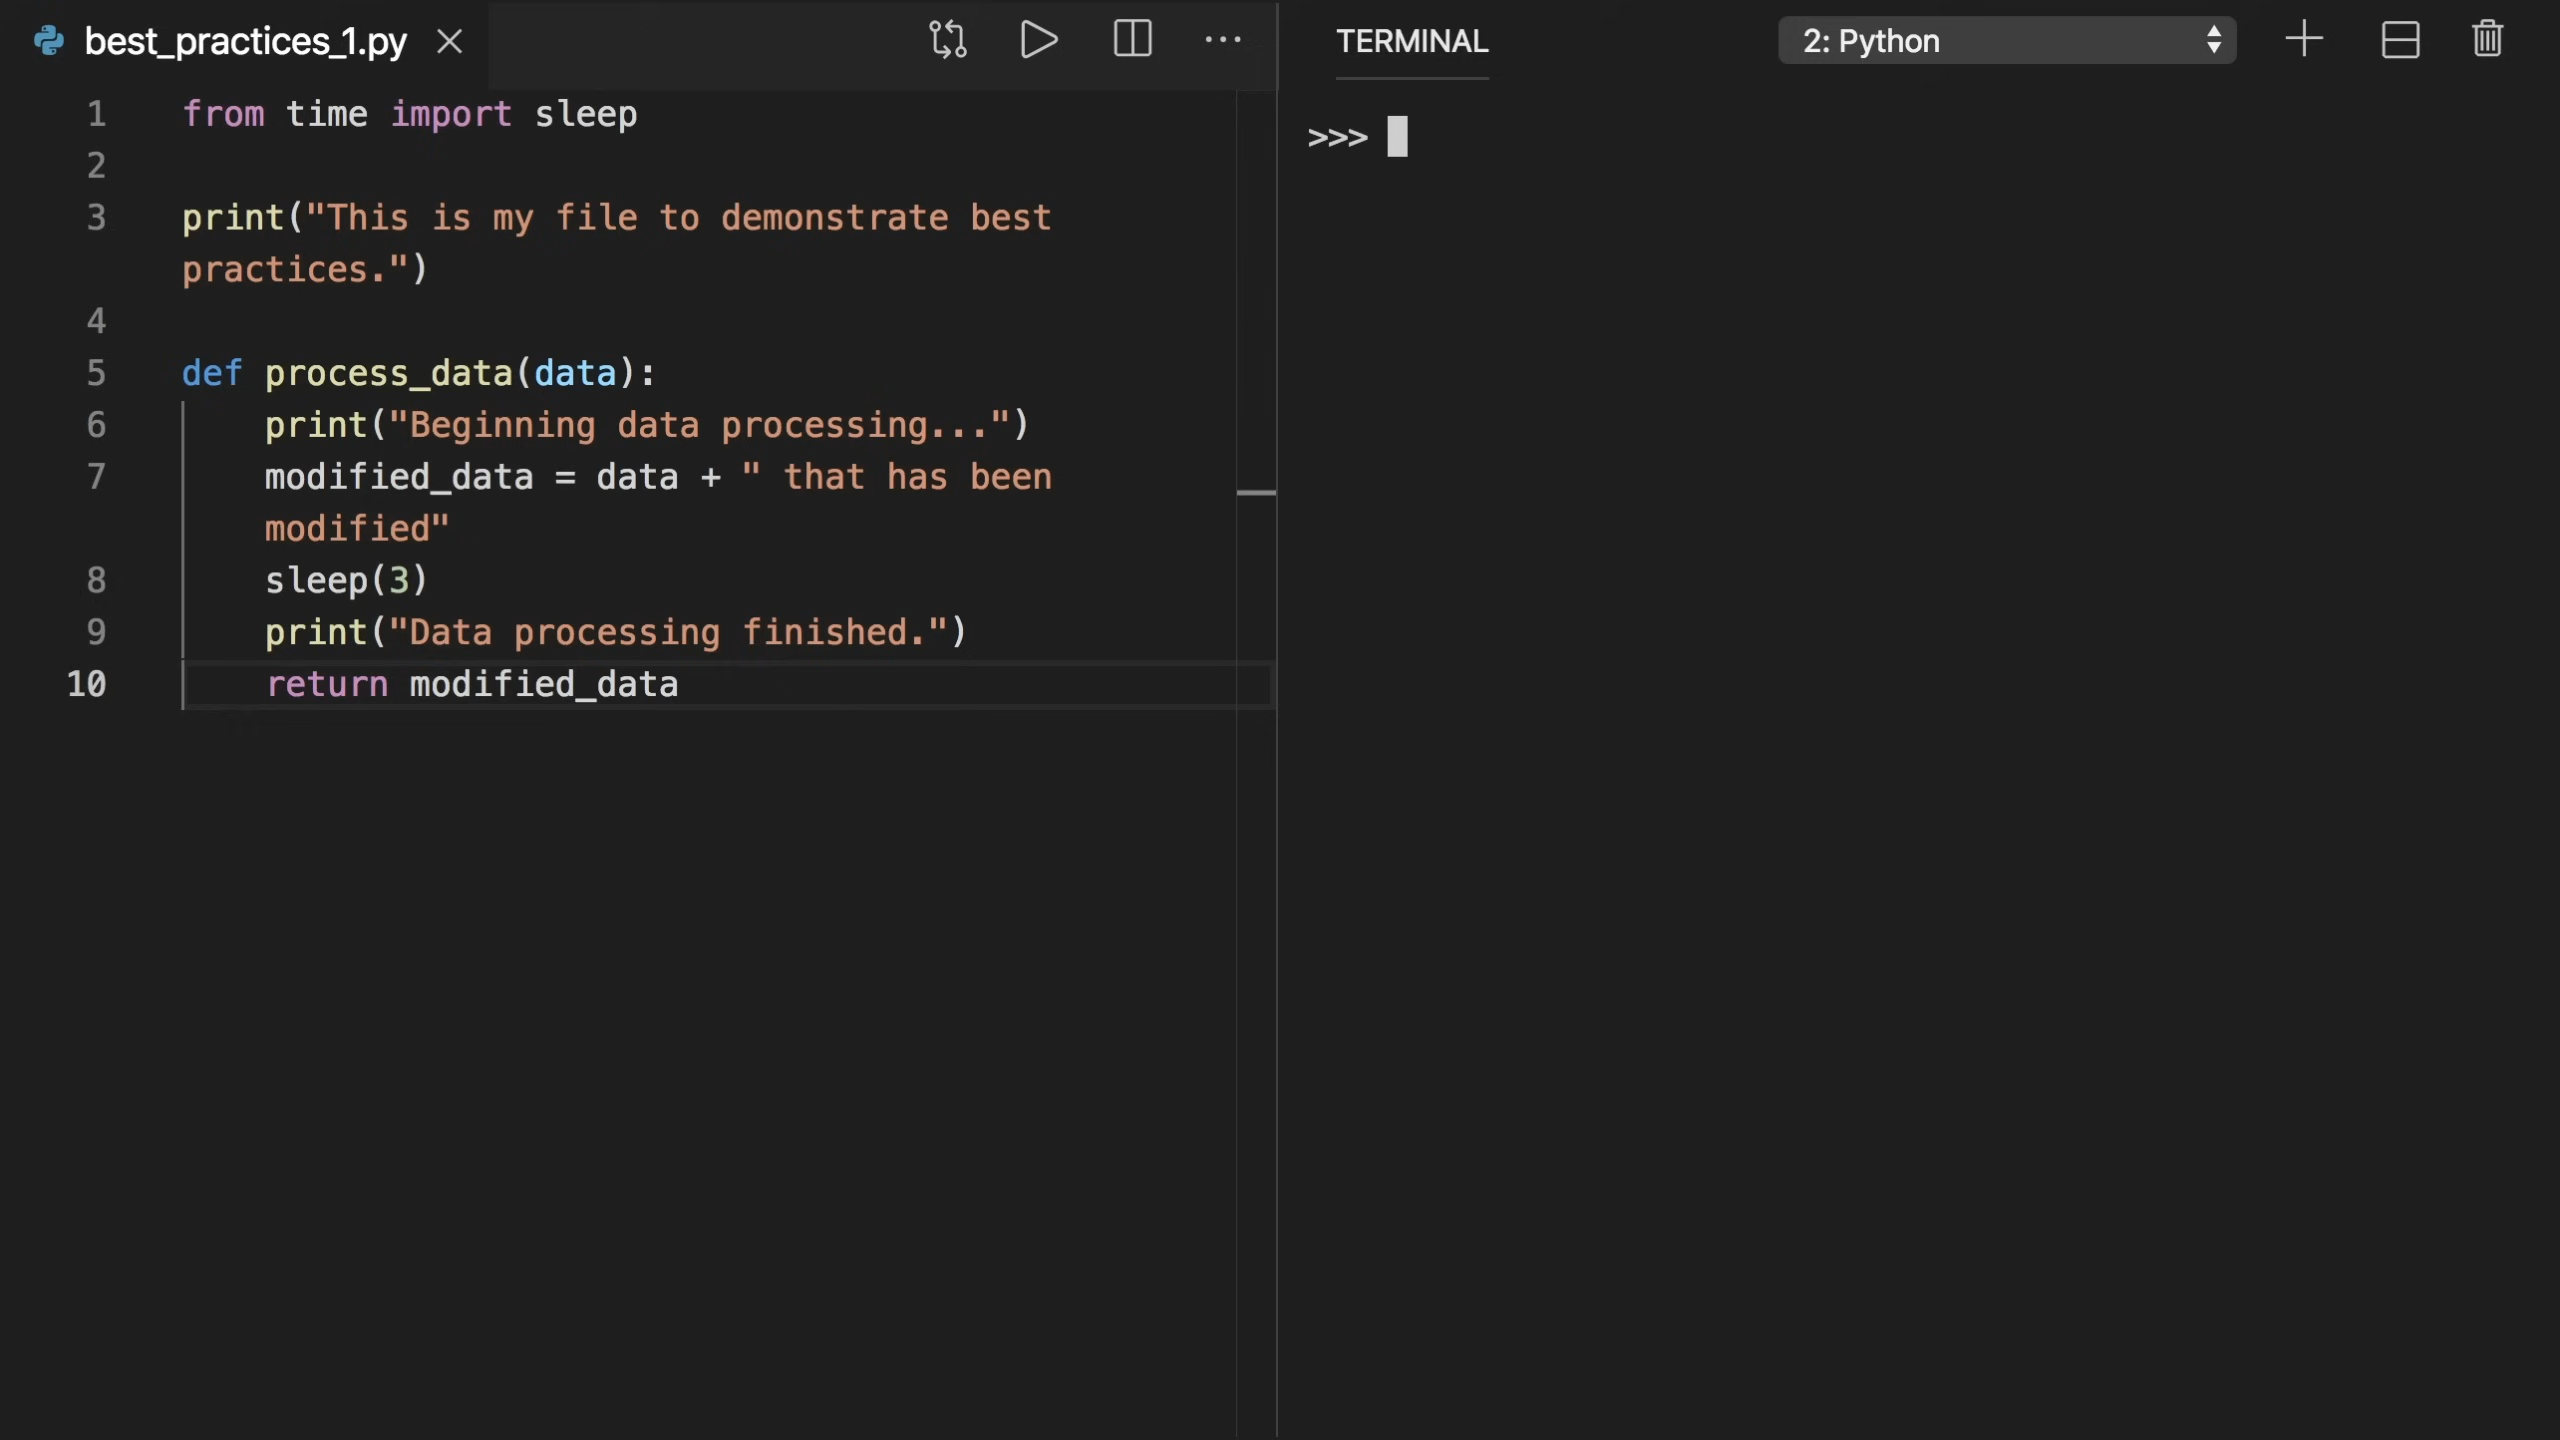 best_practices_1.py
TERMINAL
2: Python
1 from time import sleep
2
3 print("This is my file to demonstrate best
practices.")
4
5 def process_data(data):
6     print("Beginning data processing...")
7     modified_data = data + " that has been
modified"
8     sleep(3)
9     print("Data processing finished.")
10     return modified_data
>>>